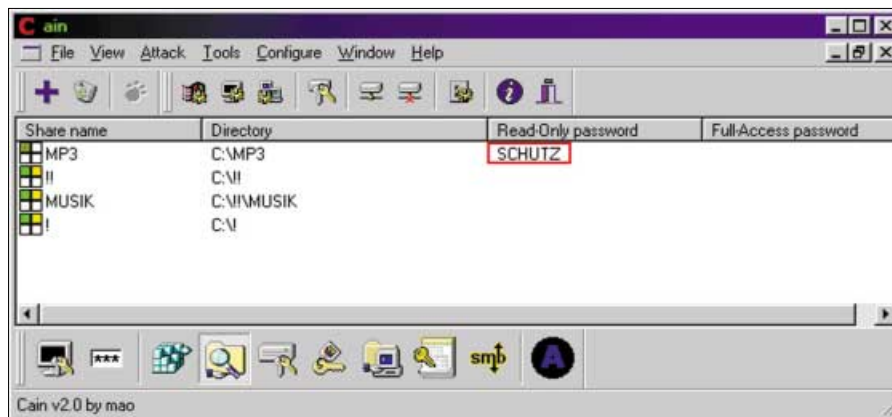 C ain
File View Attack Tools Configure Window Help
Share name Directory Read-Only password Full-Access password
MP3 C:\MP3 SCHUTZ
!! C:\!!
MUSIK C:\!!\MUSIK
! C:\!
*** smb A
Cain v2.0 by mao